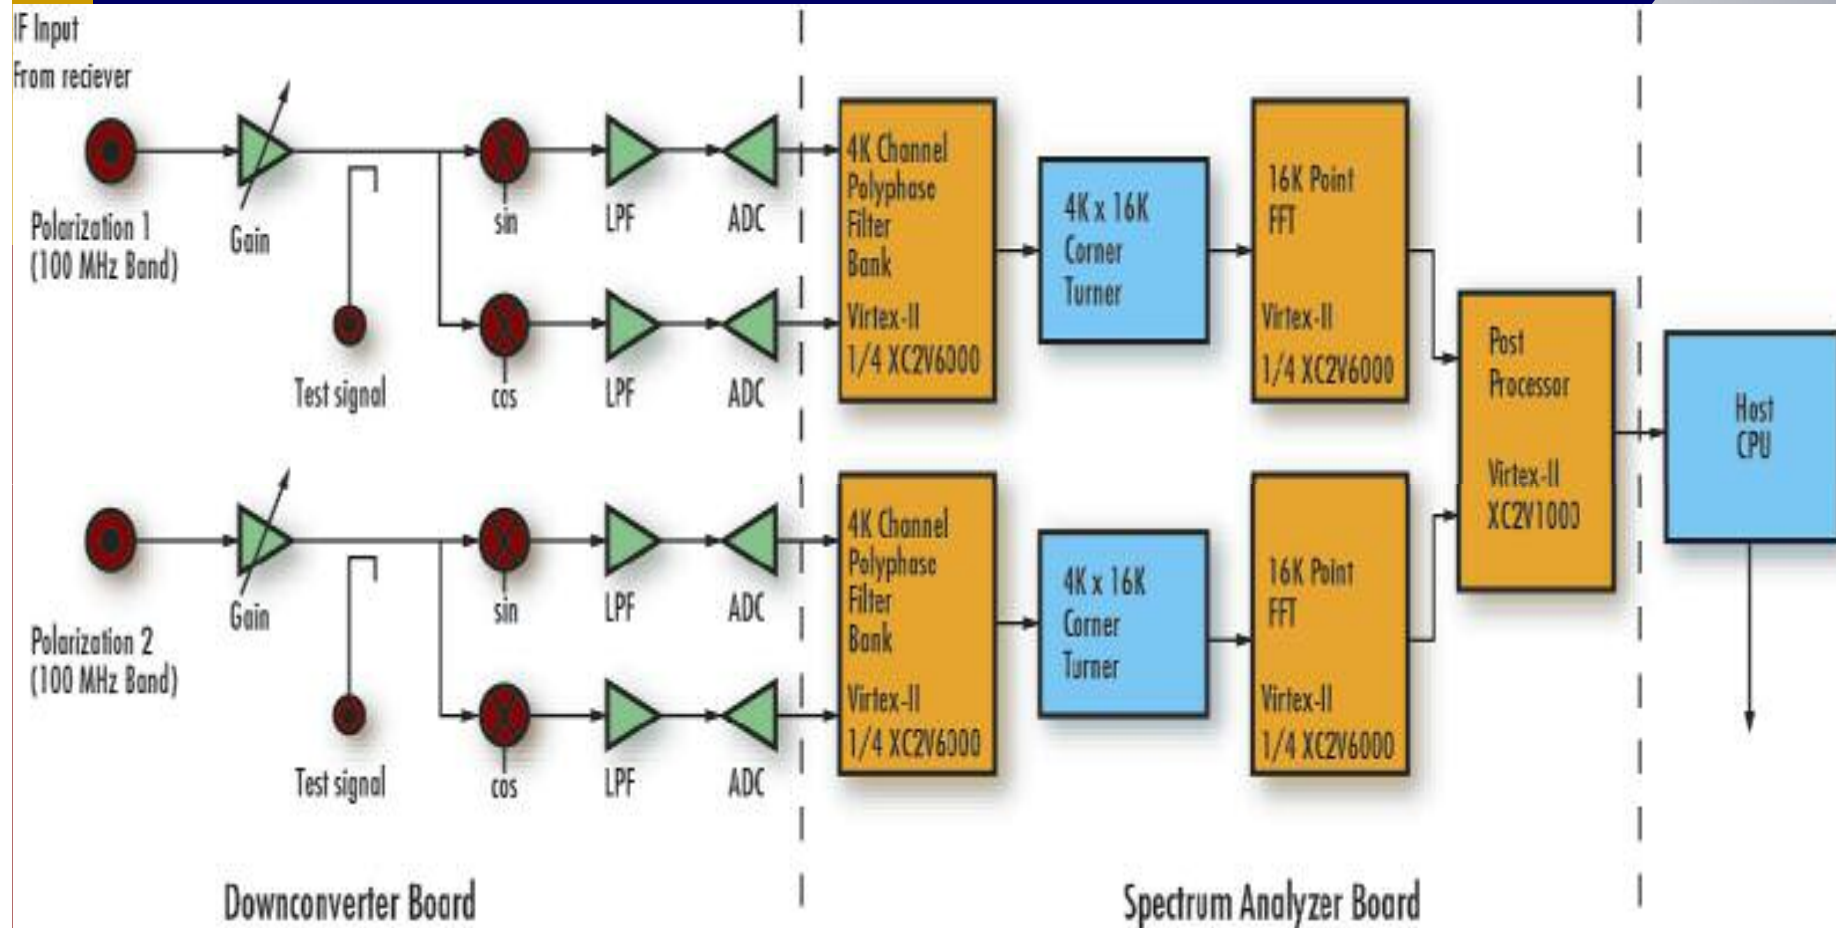 IF Input
From reciever
Polarization 1
(100 MHz Band)
Gain
Test signal
sin
LPF
ADC
cos
LPF
ADC
4K Channel
Polyphase
Filter
Bank
Virtex-II
1/4 XC2V6000
4K x 16K
Corner
Turner
16K Point
FFT
Virtex-II
1/4 XC2V6000
Post
Processor
Virtex-II
XC2V1000
Host
CPU
Polarization 2
(100 MHz Band)
Gain
Test signal
sin
LPF
ADC
cos
LPF
ADC
4K Channel
Polyphase
Filter
Bank
Virtex-II
1/4 XC2V6000
4K x 16K
Corner
Turner
16K Point
FFT
Virtex-II
1/4 XC2V6000
Downconverter Board
Spectrum Analyzer Board